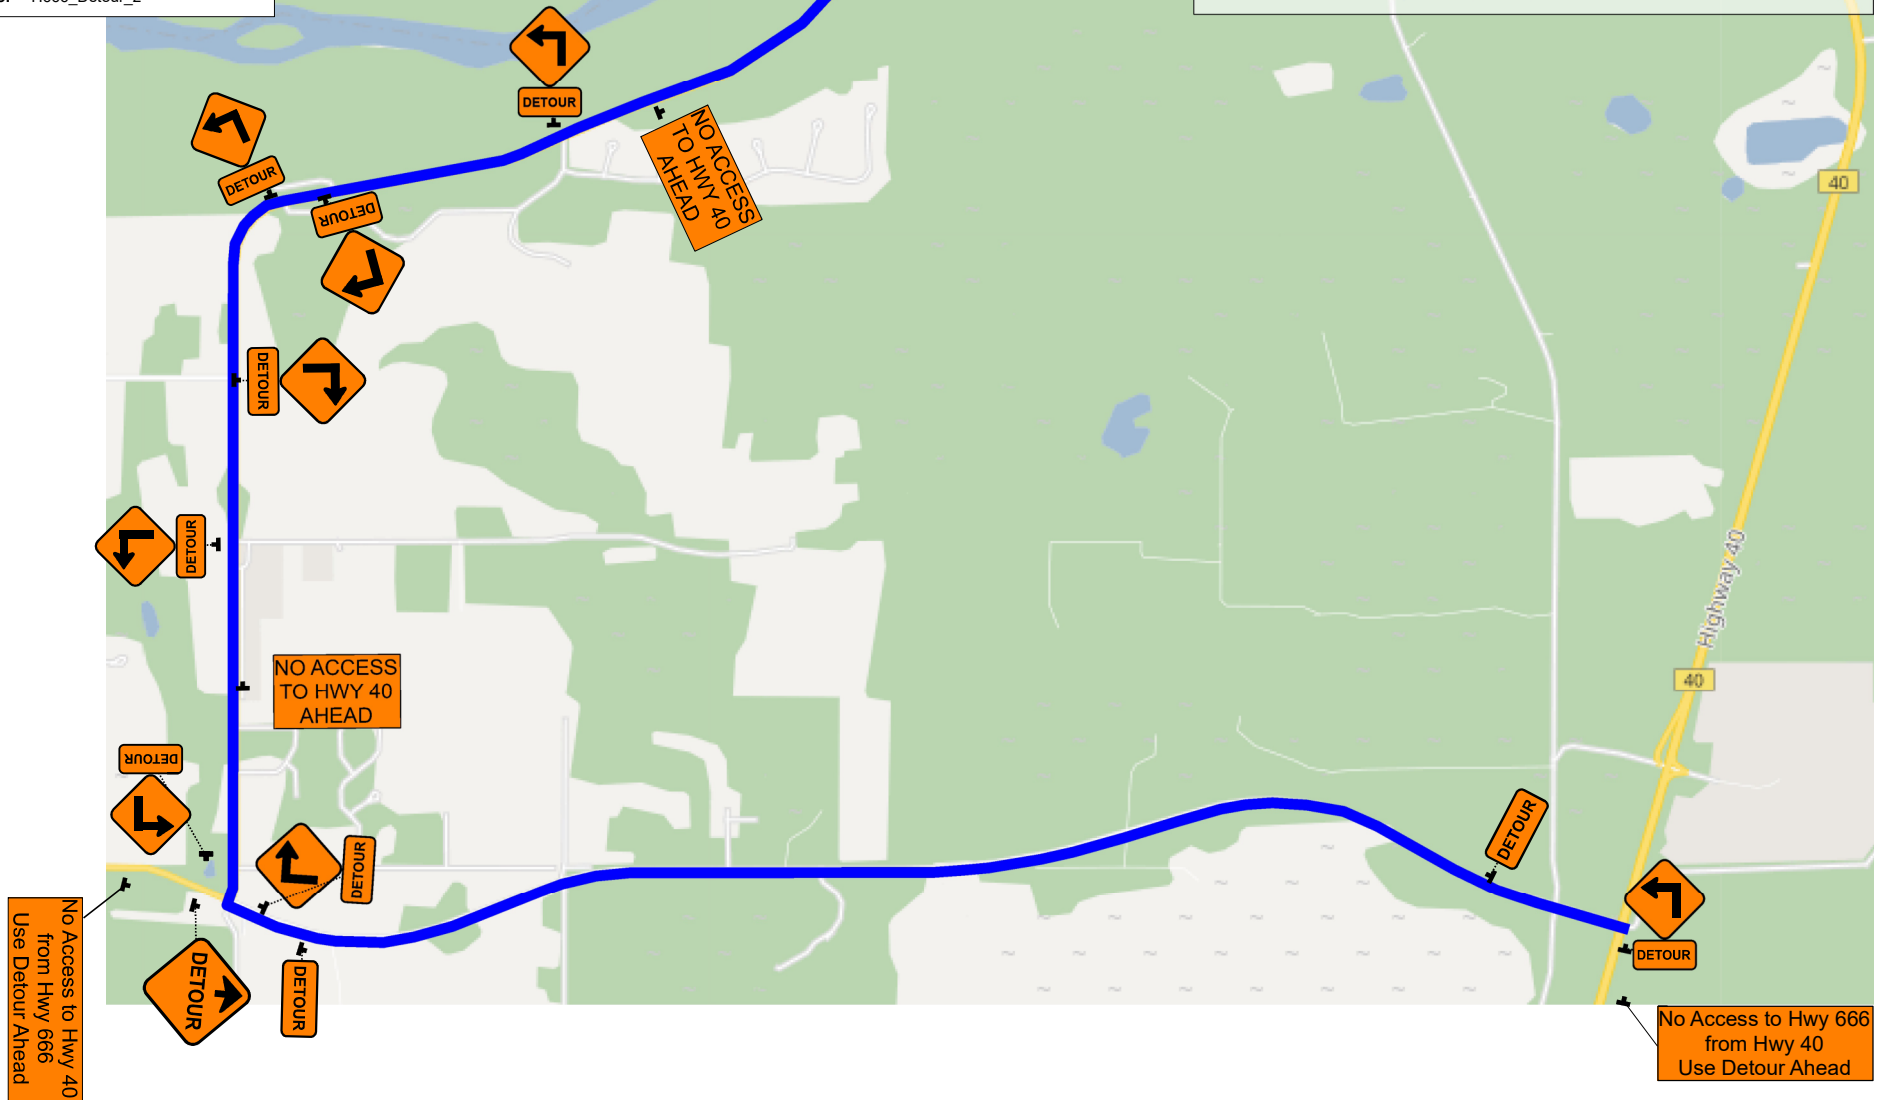 H666_Detour_2
DETOUR
DETOUR
NO ACCESS
TO HWY 40
AHEAD
40
DETOUR
DETOUR
DETOUR
Highway 40
NO ACCESS
TO HWY 40
AHEAD
40
DETOUR
DETOUR
DETOUR
DETOUR
DETOUR
DETOUR
No Access to Hwy 40
from Hwy 666
Use Detour Ahead
No Access to Hwy 666
from Hwy 40
Use Detour Ahead